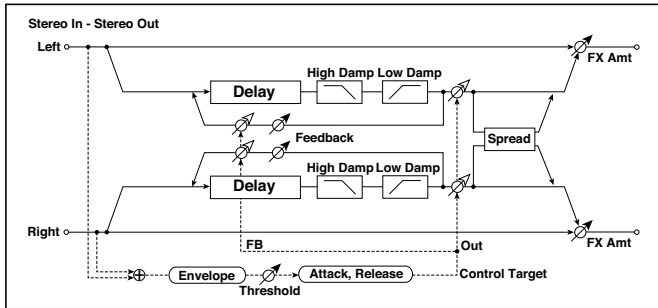 Stereo In - Stereo Out
Left
FX Amt
High Damp Low Damp
Delay
Feedback
Spread
High Damp Low Damp
Delay
Right
FB
Out
FX Amt
Envelope
Attack, Release
Threshold
Control Target